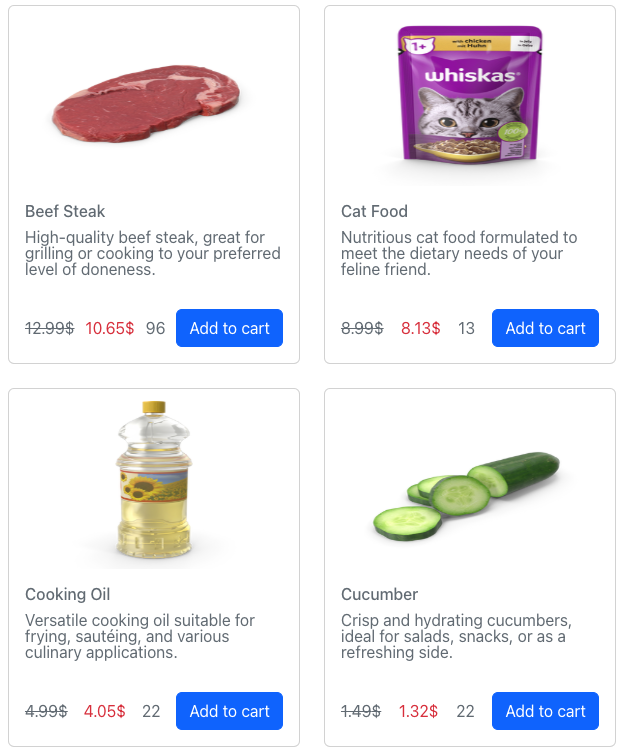 1+
with chicken
mit Huhn
whiskas
100%
Beef Steak
High-quality beef steak, great for
grilling or cooking to your preferred
level of doneness.
12.99$ 10.65$ 96 Add to cart
Cat Food
Nutritious cat food formulated to
meet the dietary needs of your
feline friend.
8.99$ 8.13$ 13 Add to cart
Cooking Oil
Versatile cooking oil suitable for
frying, sautéing, and various
culinary applications.
4.99$ 4.05$ 22 Add to cart
Cucumber
Crisp and hydrating cucumbers,
ideal for salads, snacks, or as a
refreshing side.
1.49$ 1.32$ 22 Add to cart